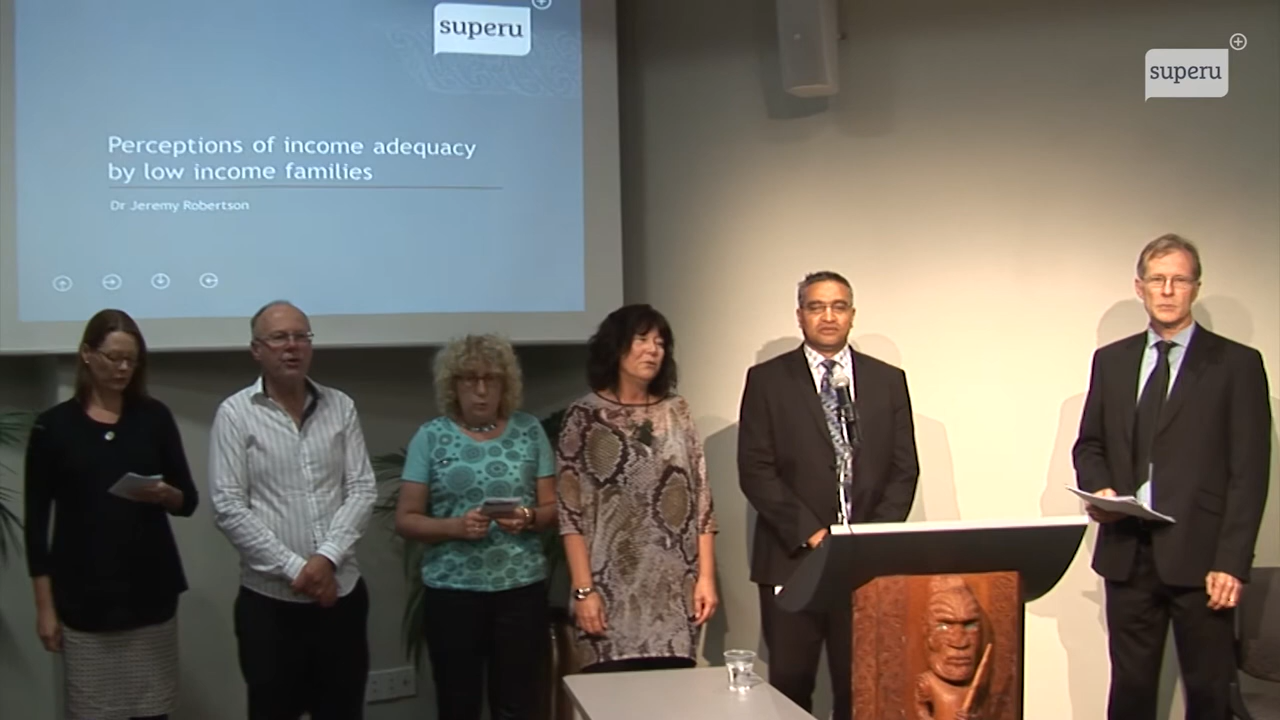 superu
superu
Perceptions of income adequacy
by low income families
Dr Jeremy Robertson